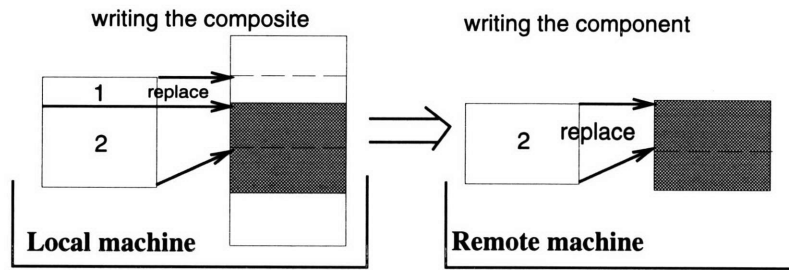 writing the composite
writing the component
1
replace
2
2
replace
Local machine
Remote machine